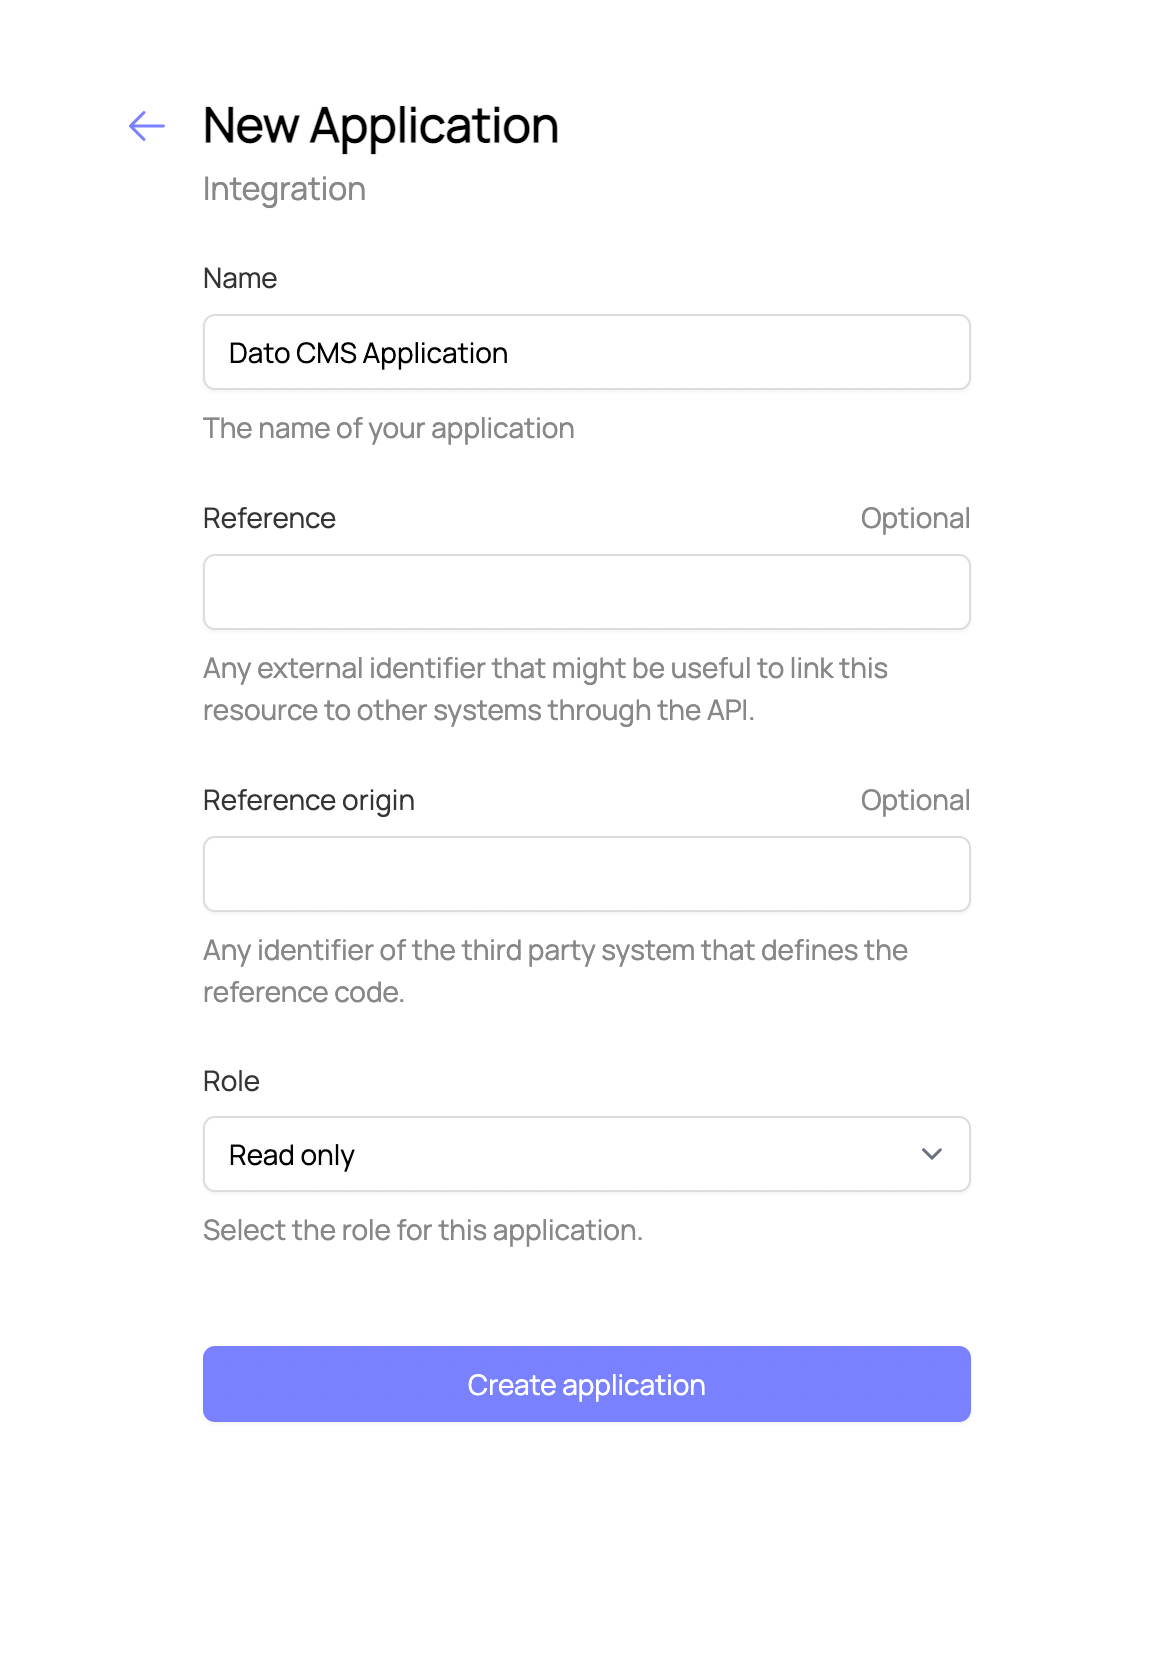 New Application
Integration
Name
Dato CMS Application
The name of your application
Reference Optional
Any external identifier that might be useful to link this
resource to other systems through the API.
Reference origin Optional
Any identifier of the third party system that defines the
reference code.
Role
Read only
Select the role for this application.
Create application